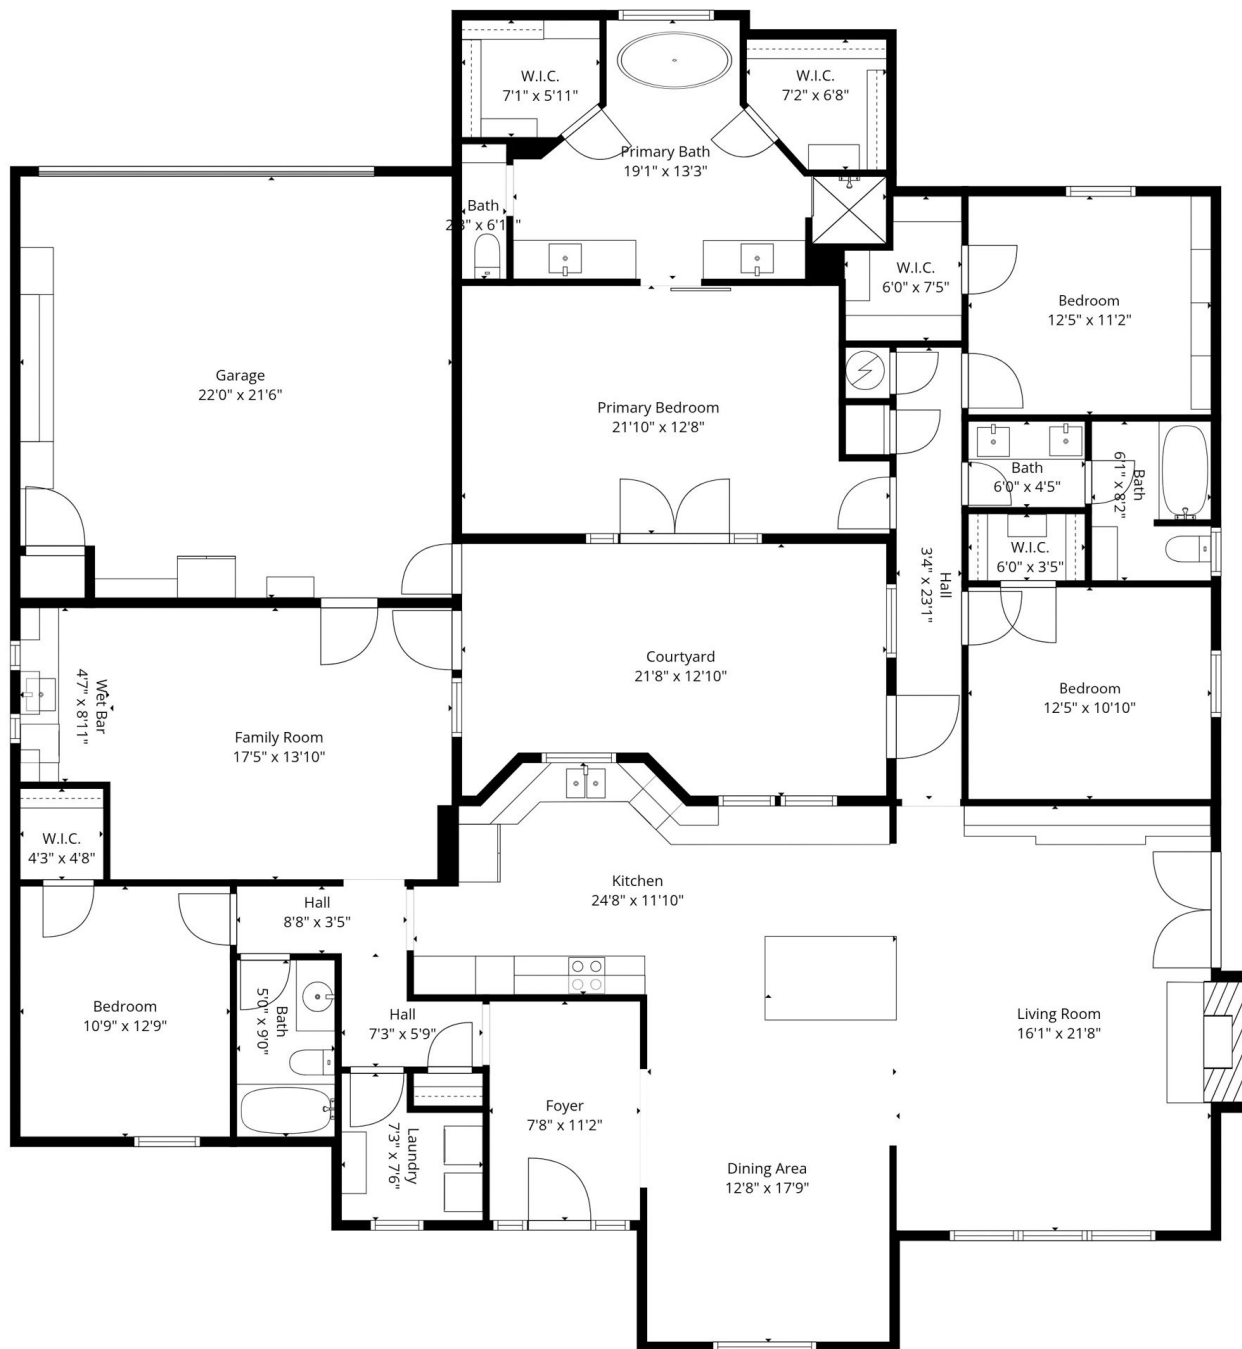 W.I.C.
7'1" x 5'11"
W.I.C.
7'2" x 6'8"
Primary Bath
19'1" x 13'3"
Bath
W.I.C.
6'0" x 7'5"
Bedroom
12'5" x 11'2"
Garage
22'0" x 21'6"
Primary Bedroom
21'10" x 12'8"
Bath
6'0" x 4'5"
Bath
6'1" x 8'2"
W.I.C.
6'0" x 3'5"
Hall
3'4" x 23'1"
Courtyard
21'8" x 12'10"
Bedroom
12'5" x 10'10"
Wet Bar
4'7" x 8'11"
Family Room
17'5" x 13'10"
W.I.C.
4'3" x 4'8"
Kitchen
24'8" x 11'10"
Hall
8'8" x 3'5"
Bedroom
10'9" x 12'9"
Bath
5'0" x 9'0"
Hall
7'3" x 5'9"
Living Room
16'1" x 21'8"
Foyer
7'8" x 11'2"
Laundry
7'3" x 7'6"
Dining Area
12'8" x 17'9"